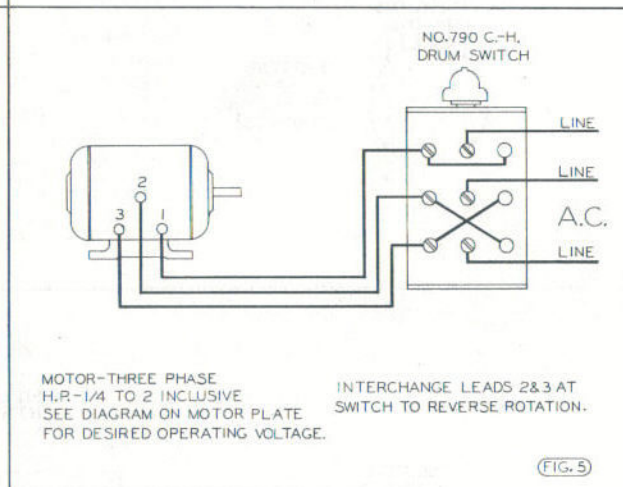 NO.790 C.-H.
DRUM SWITCH
LINE
LINE
A.C.
LINE
2
3 1
MOTOR-THREE PHASE
H.P.-1/4 TO 2 INCLUSIVE
SEE DIAGRAM ON MOTOR PLATE
FOR DESIRED OPERATING VOLTAGE.
INTERCHANGE LEADS 2&3 AT
SWITCH TO REVERSE ROTATION.
FIG. 5